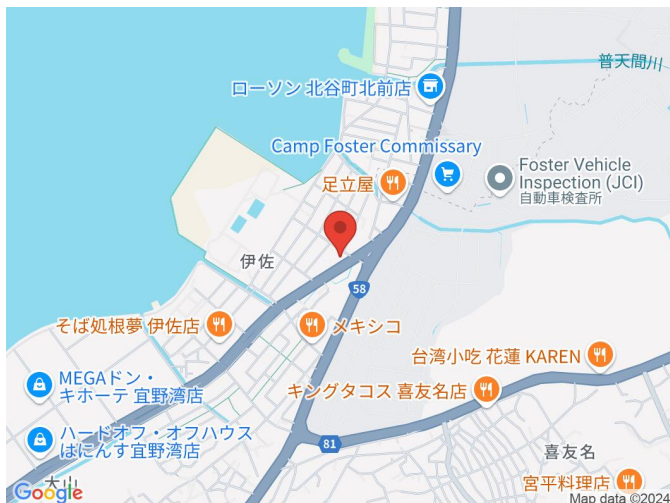 普天間川
ローソン 北谷町北前店
Camp Foster Commissary
足立屋
Foster Vehicle
Inspection (JCI)
自動車検査所
伊佐
58
そば処根夢 伊佐店
メキシコ
台湾小吃 花蓮 KAREN
MEGAドン・
キホーテ 宜野湾店
キングタコス 喜友名店
ハードオフ・オフハウス
はにんす宜野湾店
81
喜友名
大山
宮平料理店
Google
Map data ©2024